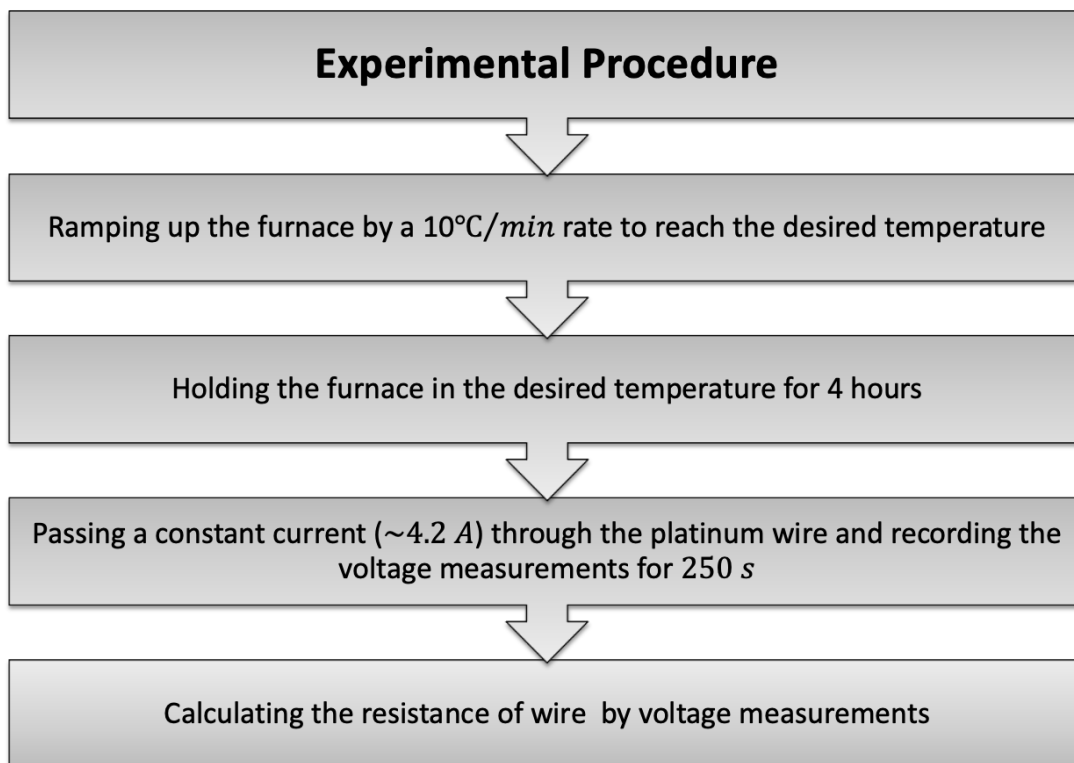 Experimental Procedure
Ramping up the furnace by a 10℃/min rate to reach the desired temperature
Holding the furnace in the desired temperature for 4 hours
Passing a constant current (~4.2 A) through the platinum wire and recording the
voltage measurements for 250 s
Calculating the resistance of wire  by voltage measurements